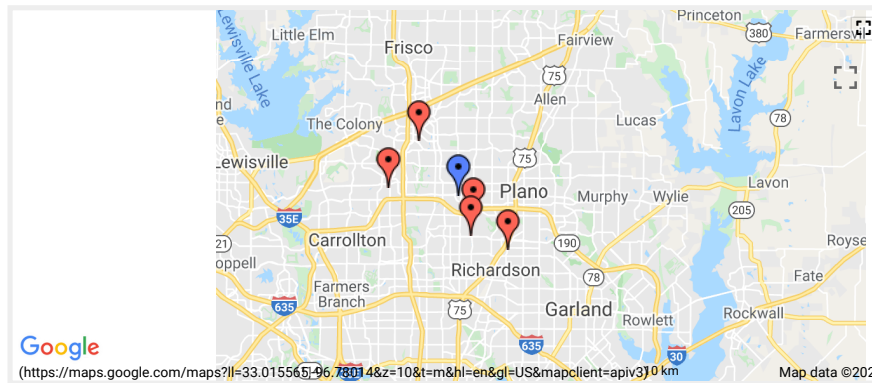 Princeton
Little Elm
380
Farmersvil
Frisco
Fairview
Lewisville Lake
75
Lavon Lake
Allen
The Colony
Lucas
78
Lewisville
75
Lavon
Plano
Murphy
Wylie
205
35E
Carrollton
190
21
Royse
oppell
Richardson
78
Fate
Farmers
Branch
635
75
Garland
Rowlett
Rockwall
635
30
Google
(https://maps.google.com/maps?ll=33.015565,-96.78014&z=10&t=m&hl=en&gl=US&mapclient=apiv3)
10 km
Map data ©202